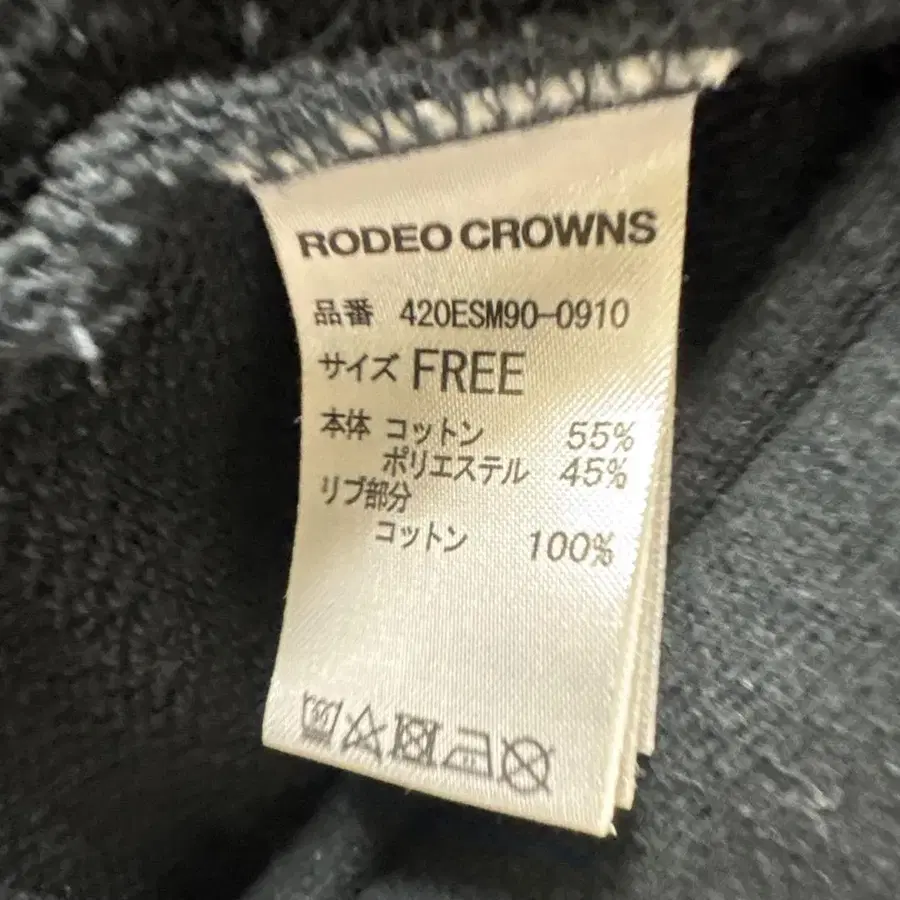 RODEO CROWNS
品番 420ESM90-0910
サイズ FREE
本体 コットン 55%
ポリエステル 45%
リブ部分
コットン 100%